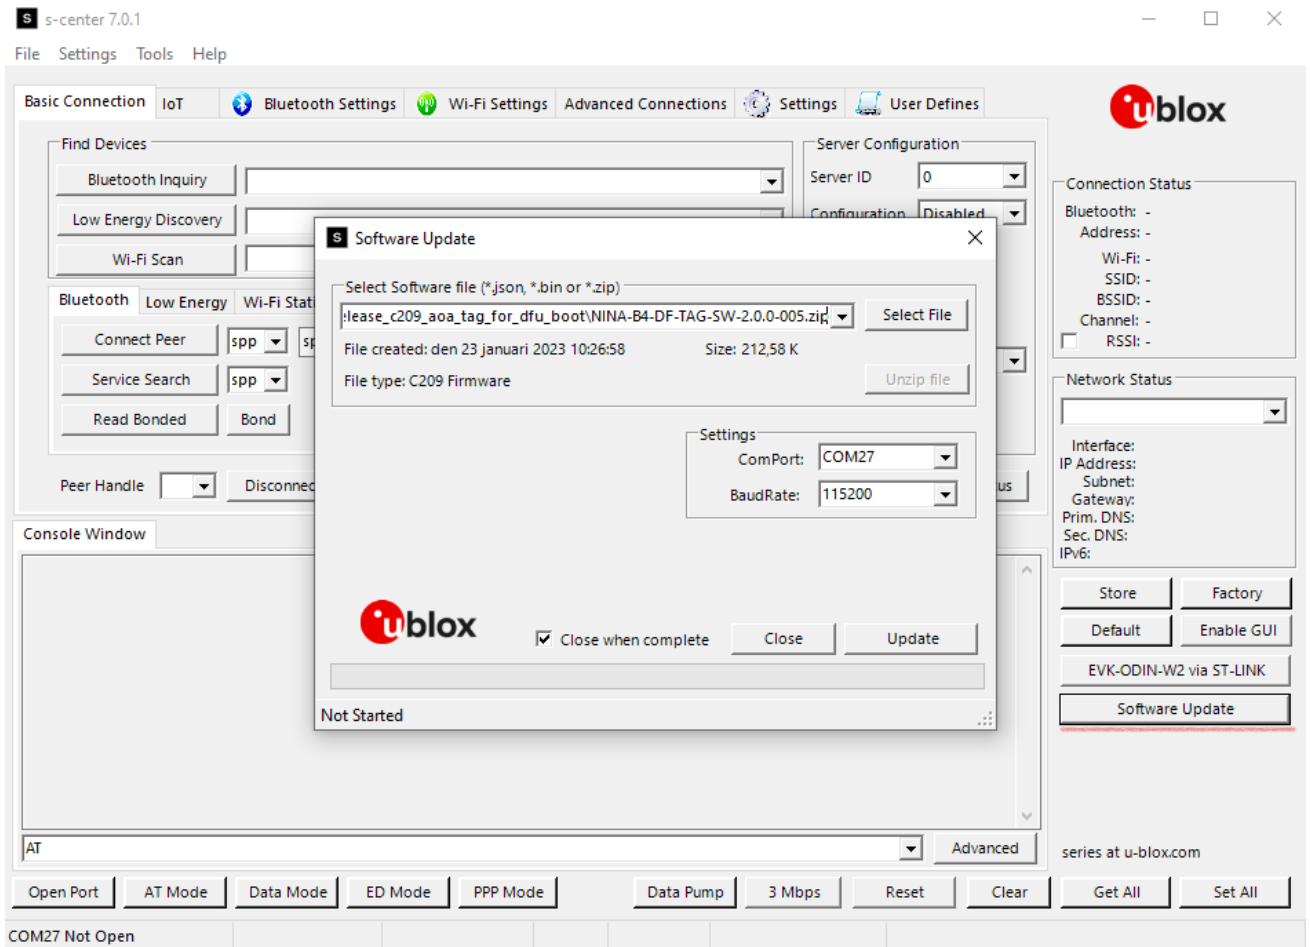 s-center 7.0.1
File Settings Tools Help
Basic Connection IoT Bluetooth Settings Wi-Fi Settings Advanced Connections Settings User Defines
ublox
Find Devices
Bluetooth Inquiry
Low Energy Discovery
Wi-Fi Scan
Server Configuration
Server ID 0
Configuration Disabled
Bluetooth Low Energy Wi-Fi Stati
Connect Peer spp sp
Service Search spp
Read Bonded Bond
Peer Handle Disconnec us
Software Update
Select Software file (*.json, *.bin or *.zip)
lease_c209_aoa_tag_for_dfu_boot\NINA-B4-DF-TAG-SW-2.0.0-005.zip Select File
File created: den 23 januari 2023 10:26:58 Size: 212,58 K
File type: C209 Firmware Unzip file
Settings
ComPort: COM27
BaudRate: 115200
ublox
Close when complete Close Update
Not Started
Connection Status
Bluetooth: -
Address: -
Wi-Fi: -
SSID: -
BSSID: -
Channel: -
RSSI: -
Network Status
Interface:
IP Address:
Subnet:
Gateway:
Prim. DNS:
Sec. DNS:
IPv6:
Store Factory
Default Enable GUI
EVK-ODIN-W2 via ST-LINK
Software Update
Console Window
AT Advanced
series at u-blox.com
Open Port AT Mode Data Mode ED Mode PPP Mode Data Pump 3 Mbps Reset Clear Get All Set All
COM27 Not Open